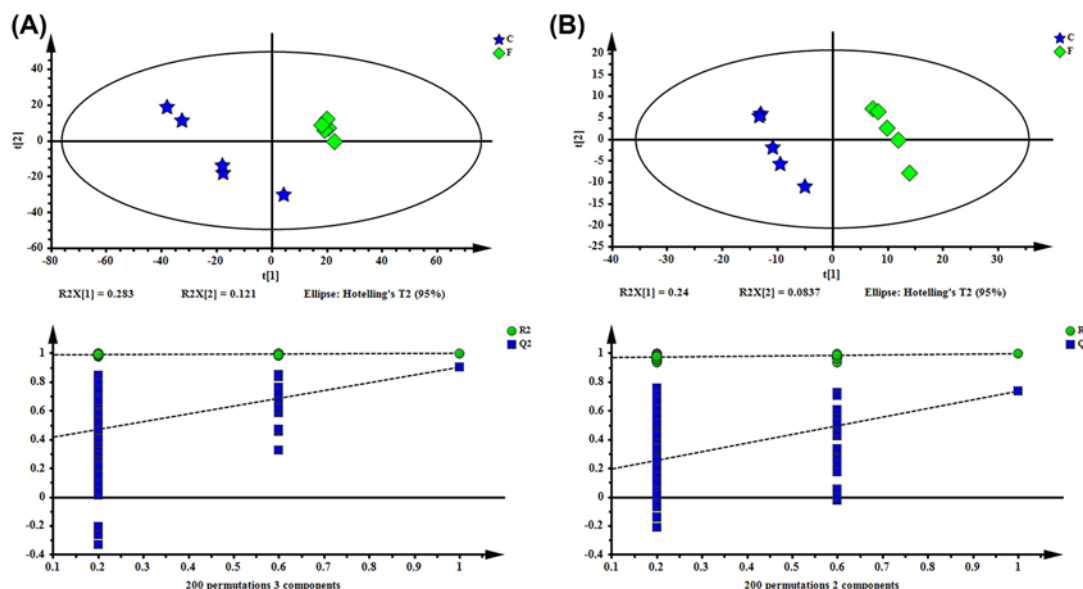 (A)
C
F
40
20
t[2]
0
-20
-40
-60
-80 -60 -40 -20 0 20 40 60
t[1]
R2X[1] = 0.283 R2X[2] = 0.121 Ellipse: Hotelling's T2 (95%)
R2
Q2
1
0.8
0.6
0.4
0.2
0
-0.2
-0.4
0.1 0.2 0.3 0.4 0.5 0.6 0.7 0.8 0.9 1
200 permutations 3 components
(B)
C
F
20
15
10
5
t[2]
0
-5
-10
-15
-20
-25
-40 -30 -20 -10 0 10 20 30
t[1]
R2X[1] = 0.24 R2X[2] = 0.0837 Ellipse: Hotelling's T2 (95%)
R
Q
1
0.8
0.6
0.4
0.2
0
-0.2
-0.4
0.1 0.2 0.3 0.4 0.5 0.6 0.7 0.8 0.9 1
200 permutations 2 components